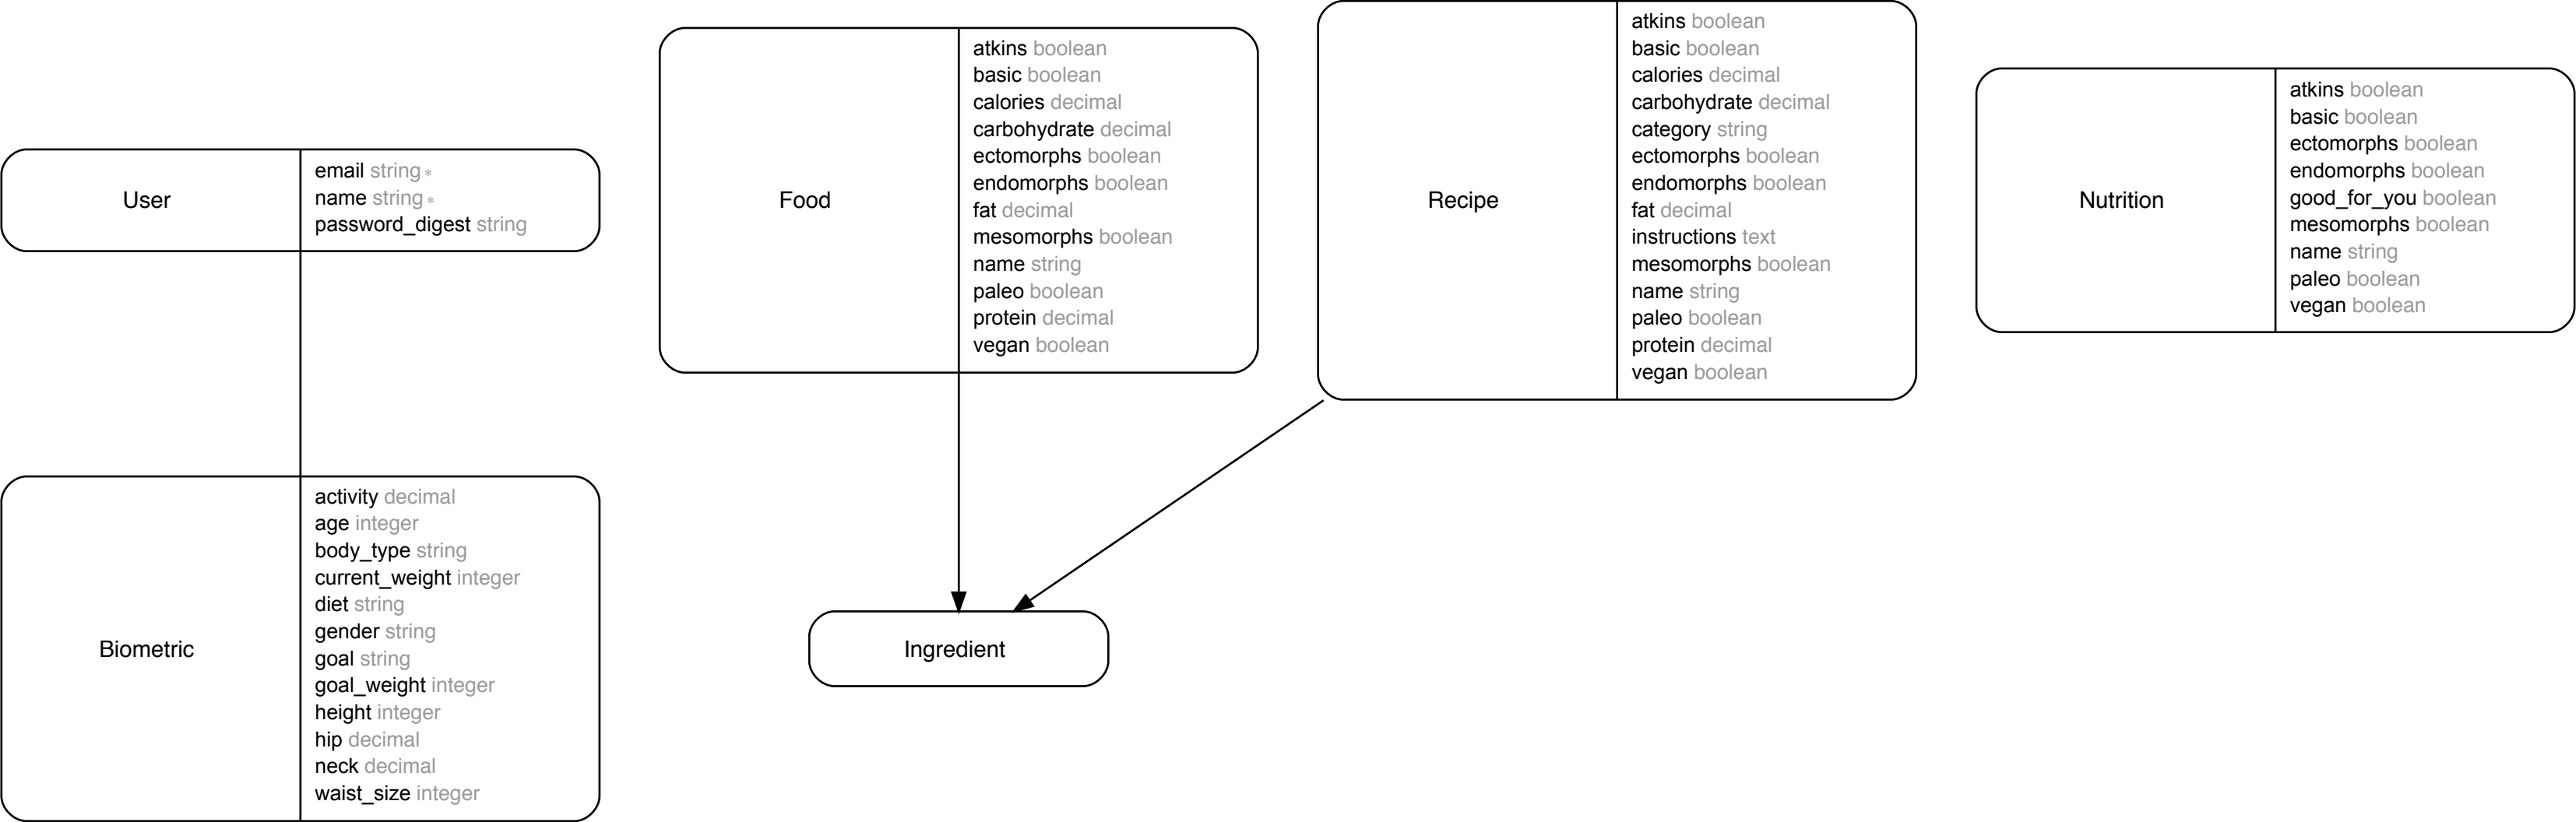 User
email string *
name string *
password_digest string
Food
atkins boolean
basic boolean
calories decimal
carbohydrate decimal
ectomorphs boolean
endomorphs boolean
fat decimal
mesomorphs boolean
name string
paleo boolean
protein decimal
vegan boolean
Recipe
atkins boolean
basic boolean
calories decimal
carbohydrate decimal
category string
ectomorphs boolean
endomorphs boolean
fat decimal
instructions text
mesomorphs boolean
name string
paleo boolean
protein decimal
vegan boolean
Nutrition
atkins boolean
basic boolean
ectomorphs boolean
endomorphs boolean
good_for_you boolean
mesomorphs boolean
name string
paleo boolean
vegan boolean
Biometric
activity decimal
age integer
body_type string
current_weight integer
diet string
gender string
goal string
goal_weight integer
height integer
hip decimal
neck decimal
waist_size integer
Ingredient